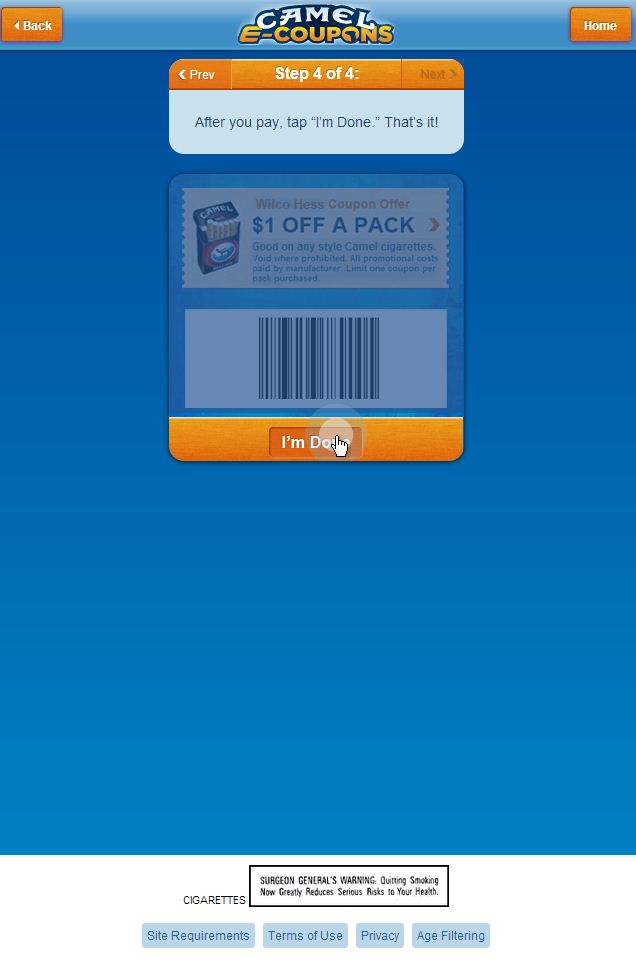 Back
CAMEL
E-COUPONS
Home
Prev
Step 4 of 4:
Next
After you pay, tap “I’m Done.” That’s it!
Wilco Hess Coupon Offer
$1 OFF A PACK
Good on any style Camel cigarettes.
Void where prohibited. All promotional costs
paid by manufacturer. Limit one coupon per
pack purchased.
CAMEL
I’m Done
SURGEON GENERAL'S WARNING: Quitting Smoking
Now Greatly Reduces Serious Risks to Your Health.
CIGARETTES
Site Requirements
Terms of Use
Privacy
Age Filtering